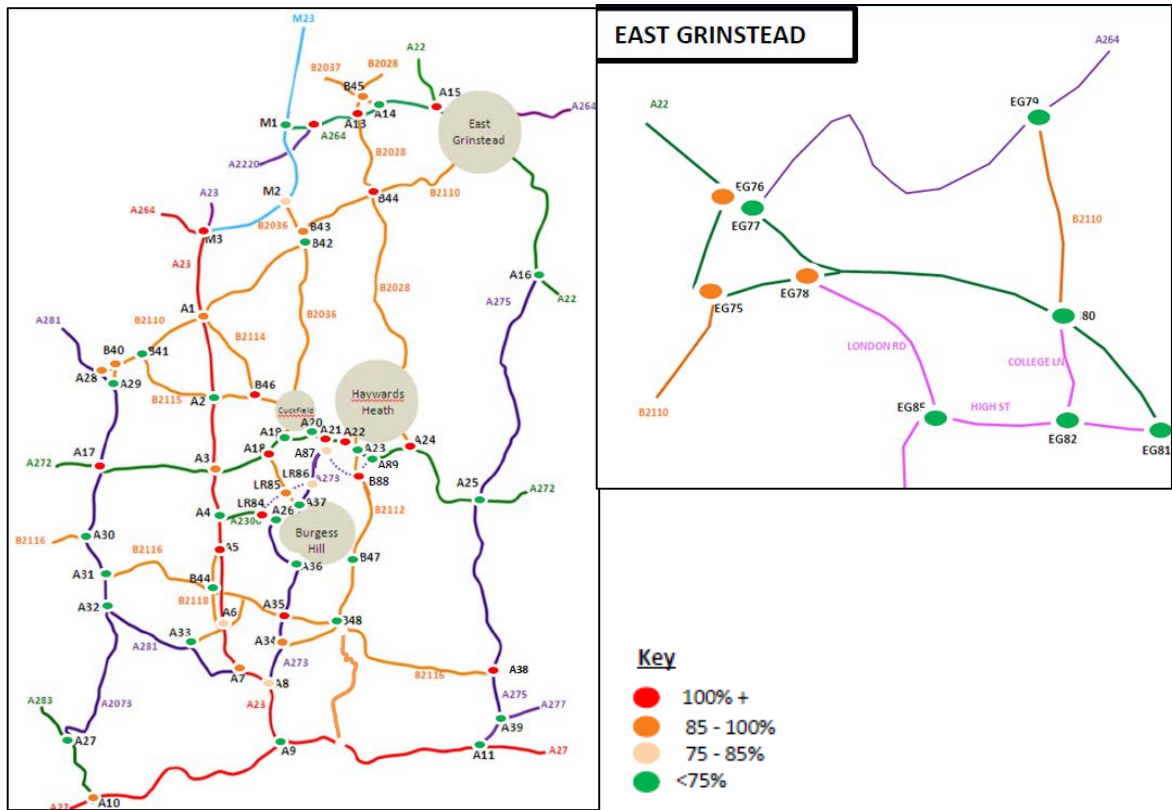 M23
A22
B2037
B2028
B45
A15
A14
A13
A264
M1
A264
East
Grinstead
A2220
B2028
B2110
M2
A23
B44
A264
B2036
B43
M3
B42
A23
A16
A22
A275
B2028
B2036
A1
B2110
A281
B2114
B40
B41
A28
A29
B46
A2
B2115
Cuckfield
Haywards
Heath
A20
A19
A21
A22
A24
A18
A87
A23
A89
A17
A272
A3
LR86
LR85
A273
B88
A25
A272
LR84
A37
A4
A26
A2300
B2112
Burgess
Hill
A30
B2116
A5
B47
B2116
A36
A31
B44
B2118
A32
A35
A6
B48
A33
A34
A281
A273
B2116
A38
A7
A8
A275
A277
A283
A2073
A23
A39
A27
A9
A11
A27
A10
A27
EAST GRINSTEAD
A264
A22
EG79
EG76
EG77
B2110
EG78
EG75
:80
LONDON RD
COLLEGE LN
B2110
EG85
HIGH ST
EG82
EG81
Key
100% +
85 - 100%
75 - 85%
<75%